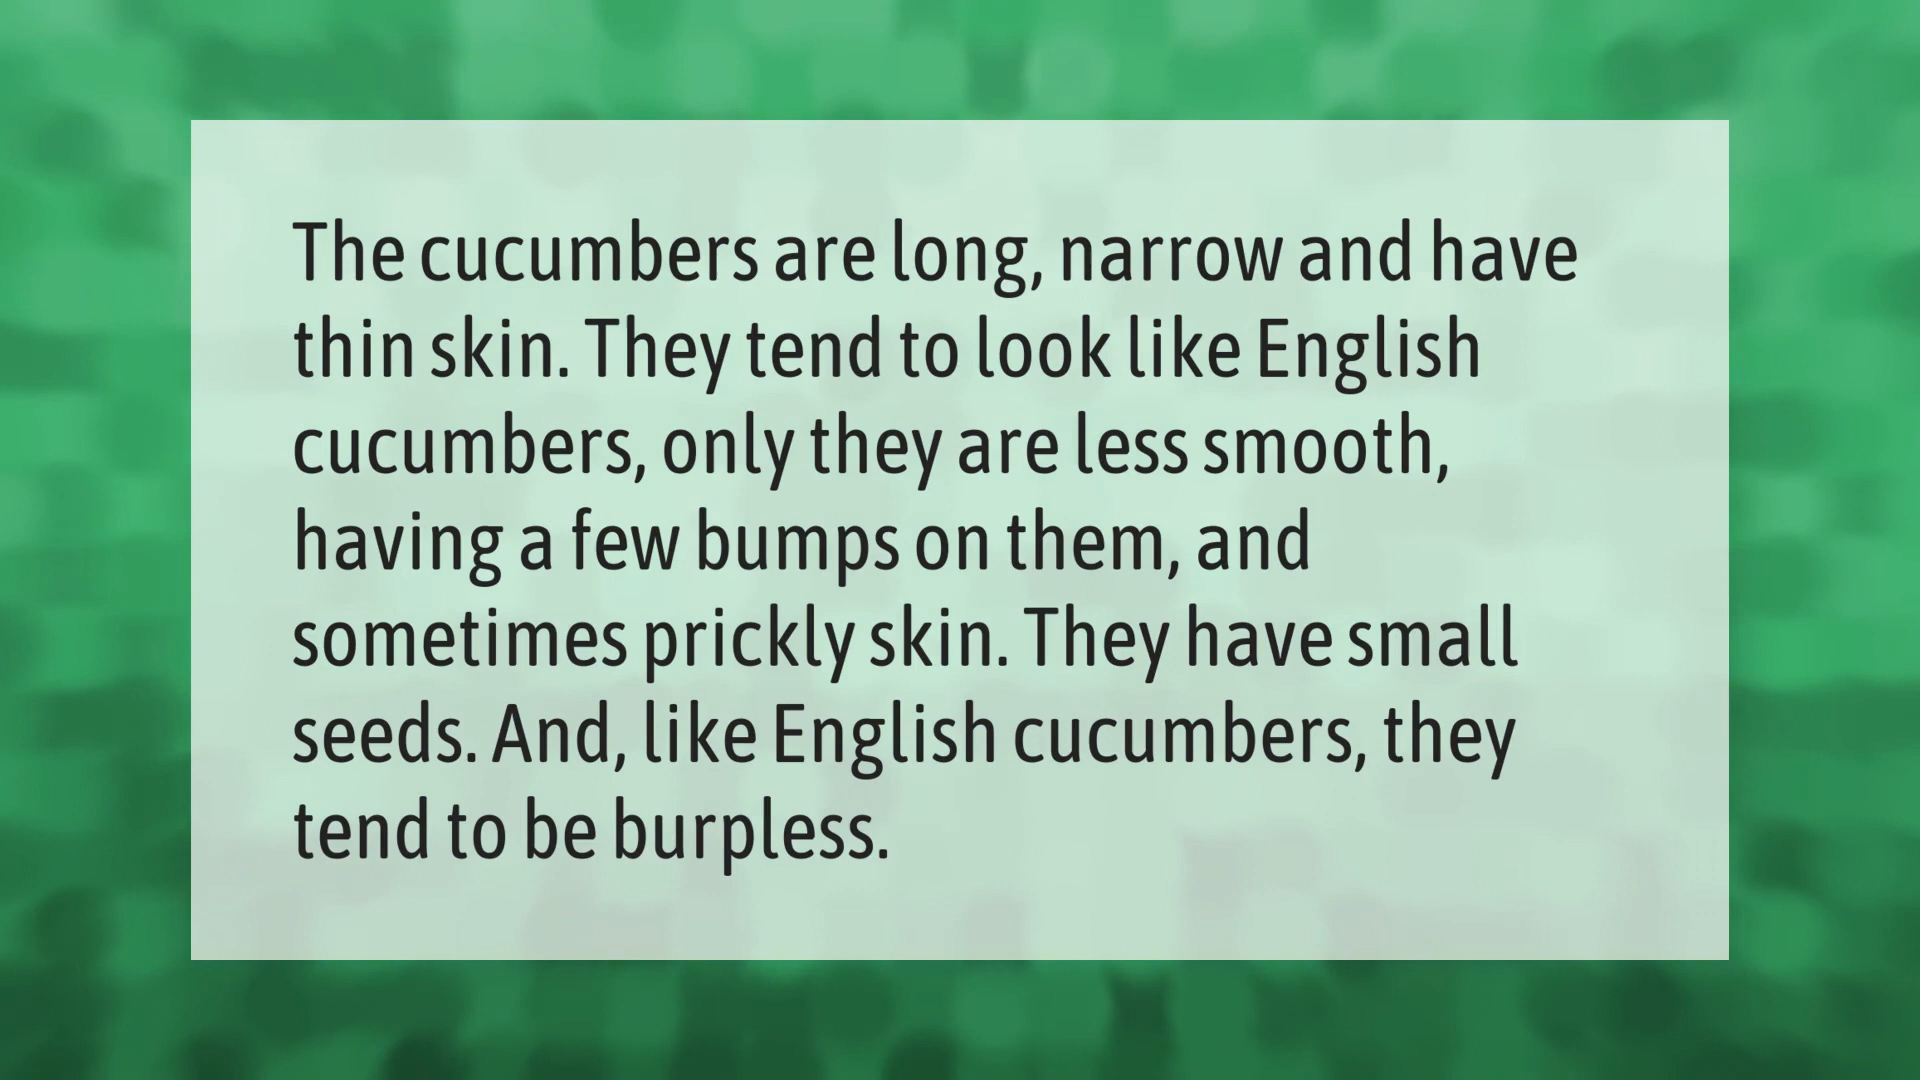 The cucumbers are long, narrow and have
thin skin. They tend to look like English
cucumbers, only they are less smooth,
having a few bumps on them, and
sometimes prickly skin. They have small
seeds. And, like English cucumbers, they
tend to be burpless.